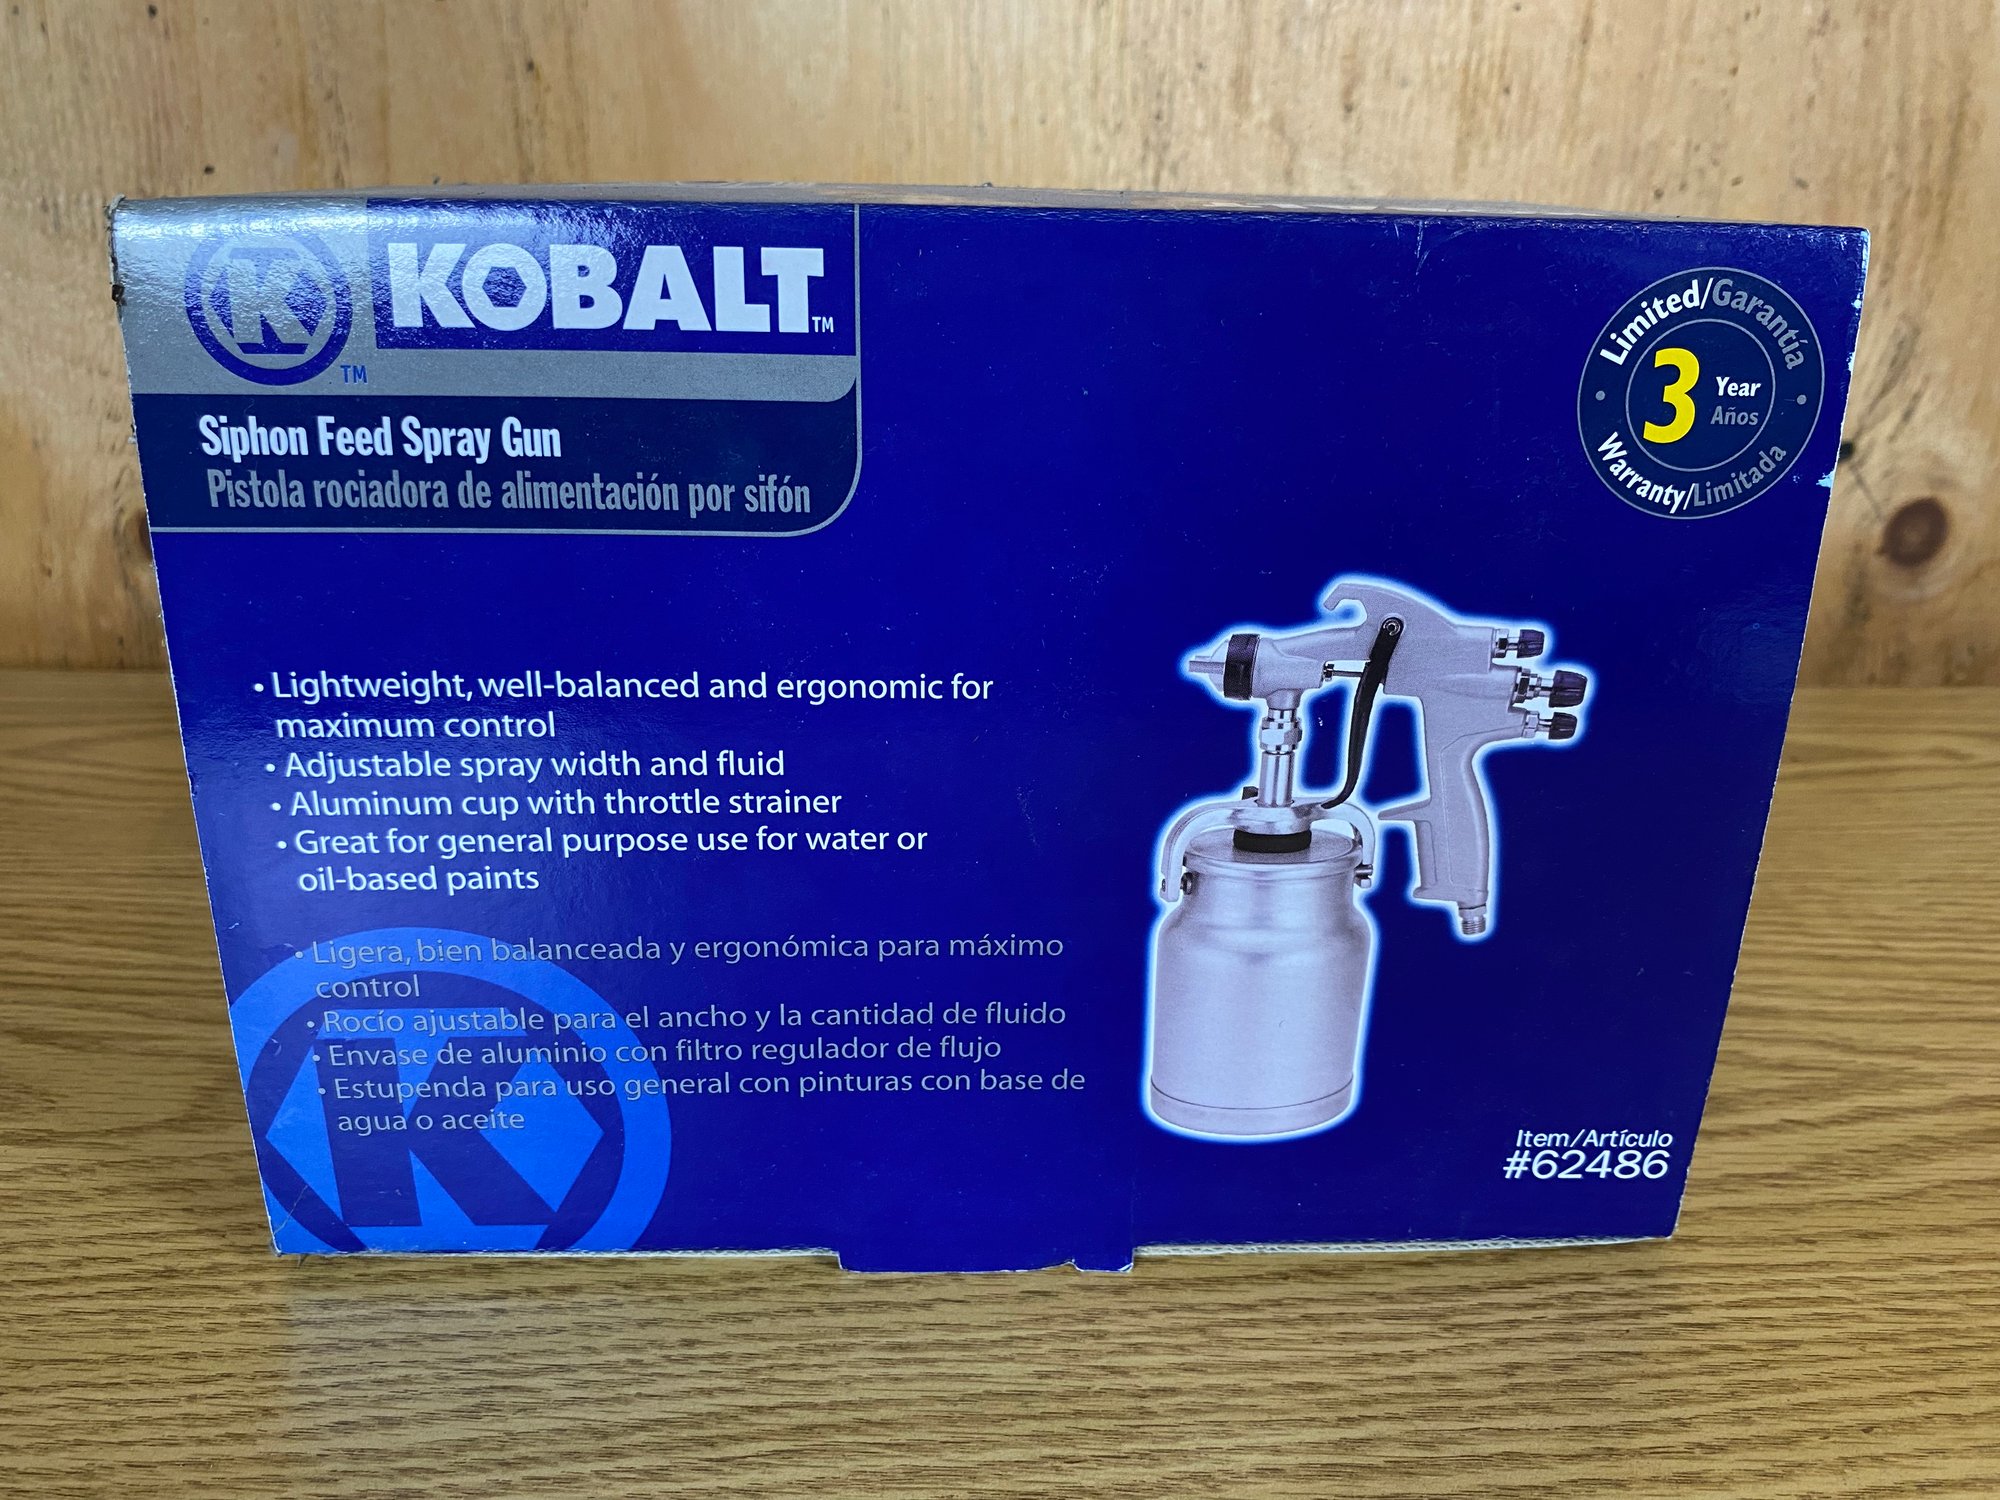 K
TM
KOBALT TM
Siphon Feed Spray Gun
Pistola rociadora de alimentación por sifón
Limited/Garantía
3 Year
Años
Warranty/Limitada
• Lightweight, well-balanced and ergonomic for
maximum control
• Adjustable spray width and fluid
• Aluminum cup with throttle strainer
• Great for general purpose use for water or
oil-based paints
• Ligera, bien balanceada y ergonómica para máximo
control
• Rocío ajustable para el ancho y la cantidad de fluido
• Envase de aluminio con filtro regulador de flujo
• Estupenda para uso general con pinturas con base de
agua o aceite
K
Item/Artículo
#62486